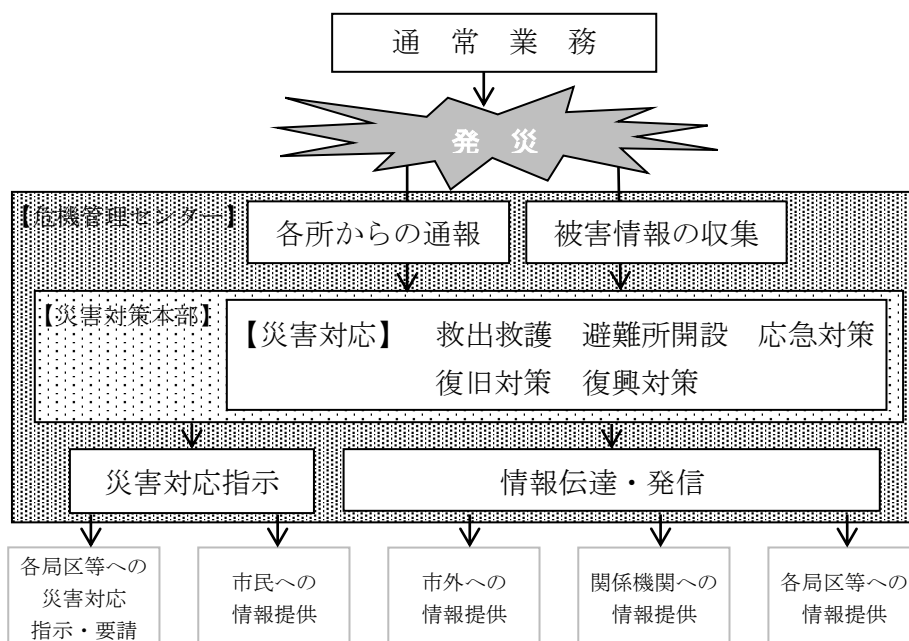 通常業務
発災
【危機管理センター】
各所からの通報
被害情報の収集
【災害対策本部】
【災害対応】 救出救護 避難所開設 応急対策
復旧対策 復興対策
災害対応指示
情報伝達・発信
各局区等への
災害対応
指示・要請
市民への
情報提供
市外への
情報提供
関係機関への
情報提供
各局区等への
情報提供